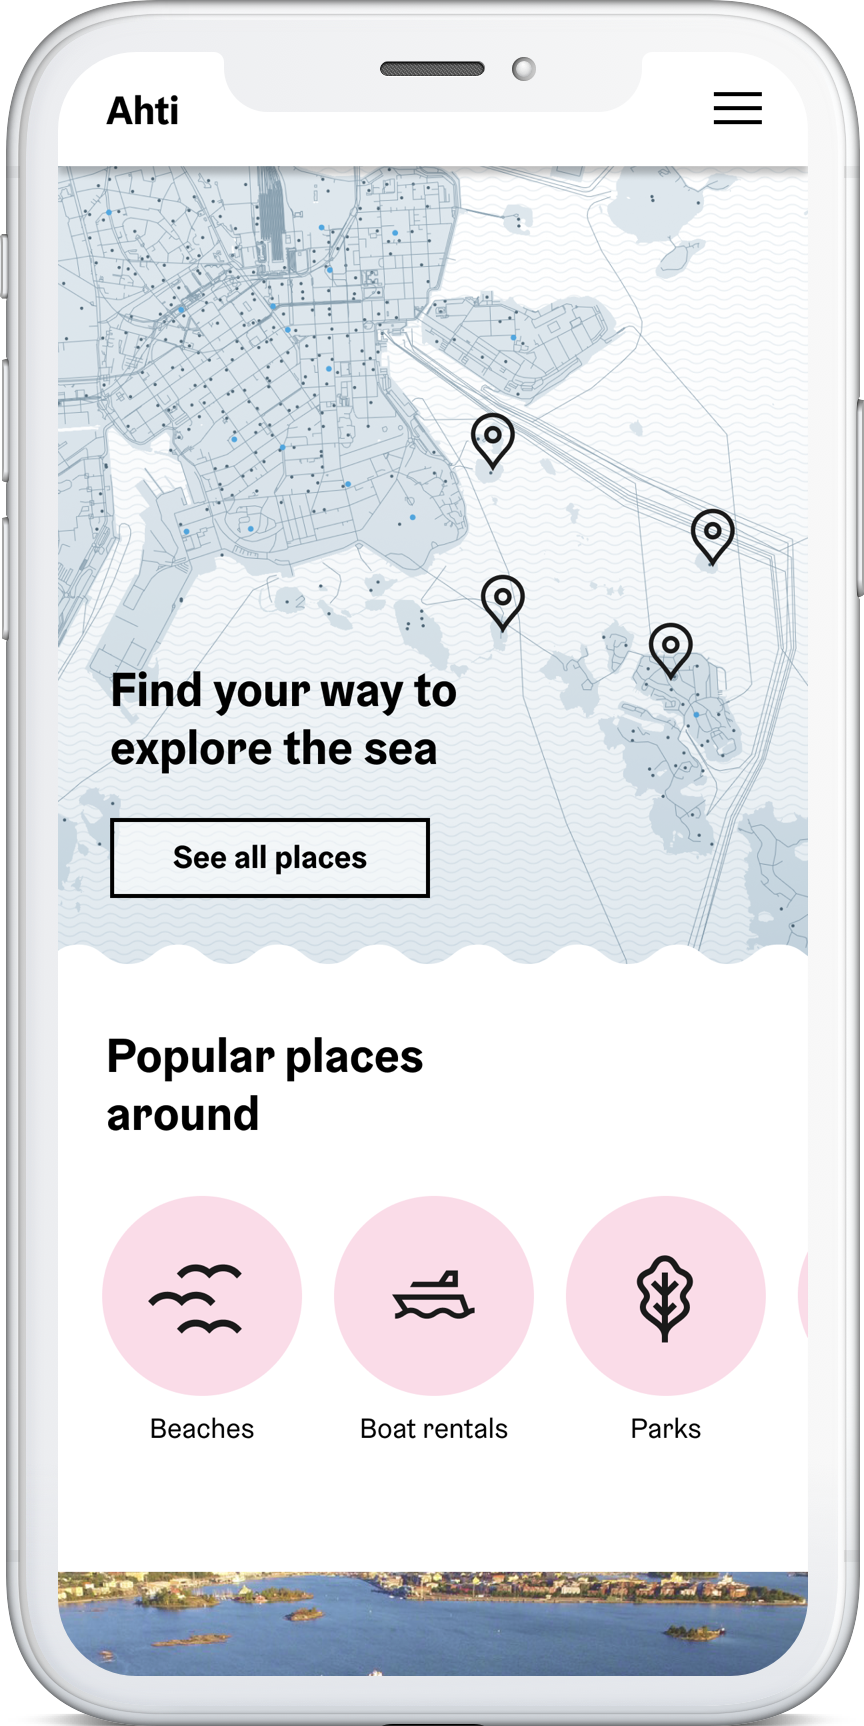 Ahti
Find your way to
explore the sea
See all places
Popular places
around
Beaches
Boat rentals
Parks